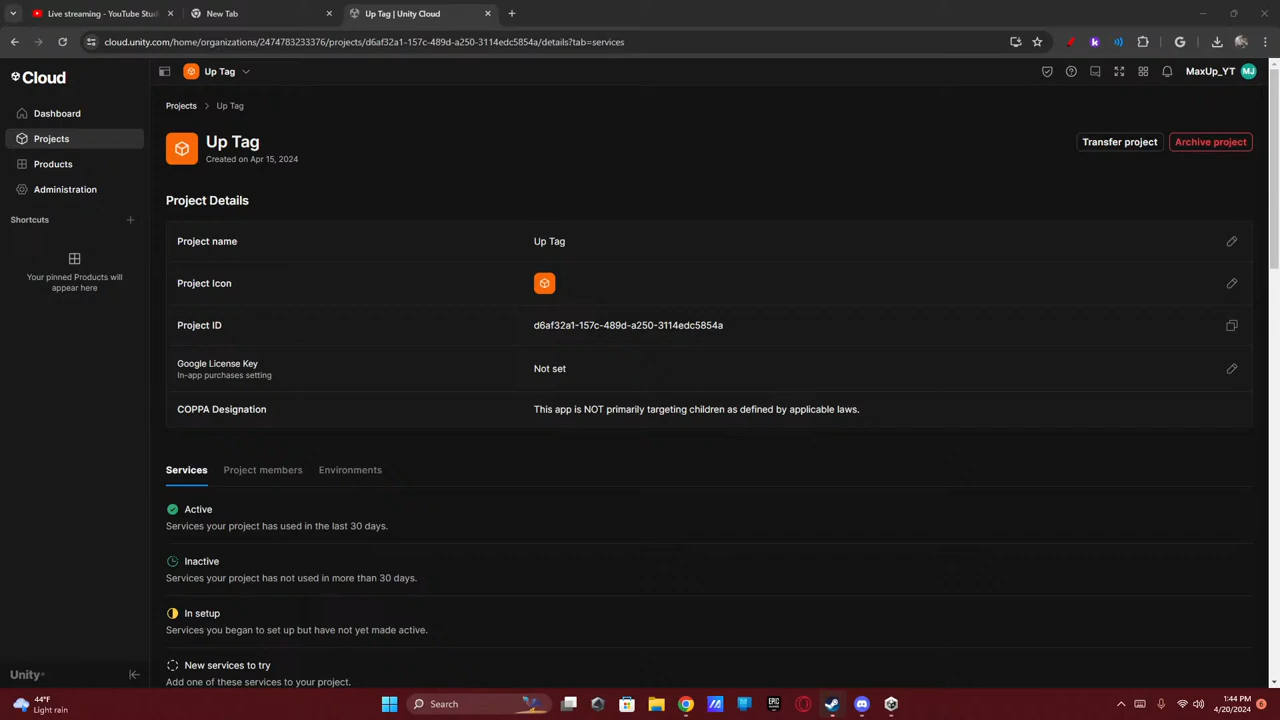 Live streaming - YouTube Stud
New Tab
Up Tag | Unity Cloud
cloud.unity.com/home/organizations/2474783233376/projects/d6af32a1-157c-489d-a250-3114edc5854a/details?tab=services
Cloud
Up Tag
MaxUp_YT
MJ
Dashboard
Projects
Products
Administration
Shortcuts
Your pinned Products will
appear here
Projects > Up Tag
Up Tag
Created on Apr 15, 2024
Transfer project
Archive project
Project Details
Project name
Up Tag
Project Icon
Project ID
d6af32a1-157c-489d-a250-3114edc5854a
Google License Key
In-app purchases setting
Not set
COPPA Designation
This app is NOT primarily targeting children as defined by applicable laws.
Services
Project members
Environments
Active
Services your project has used in the last 30 days.
Inactive
Services your project has not used in more than 30 days.
In setup
Services you began to set up but have not yet made active.
New services to try
Add one of these services to your project.
Unity
44°F
Light rain
Search
EPIC
1:44 PM
4/20/2024
6